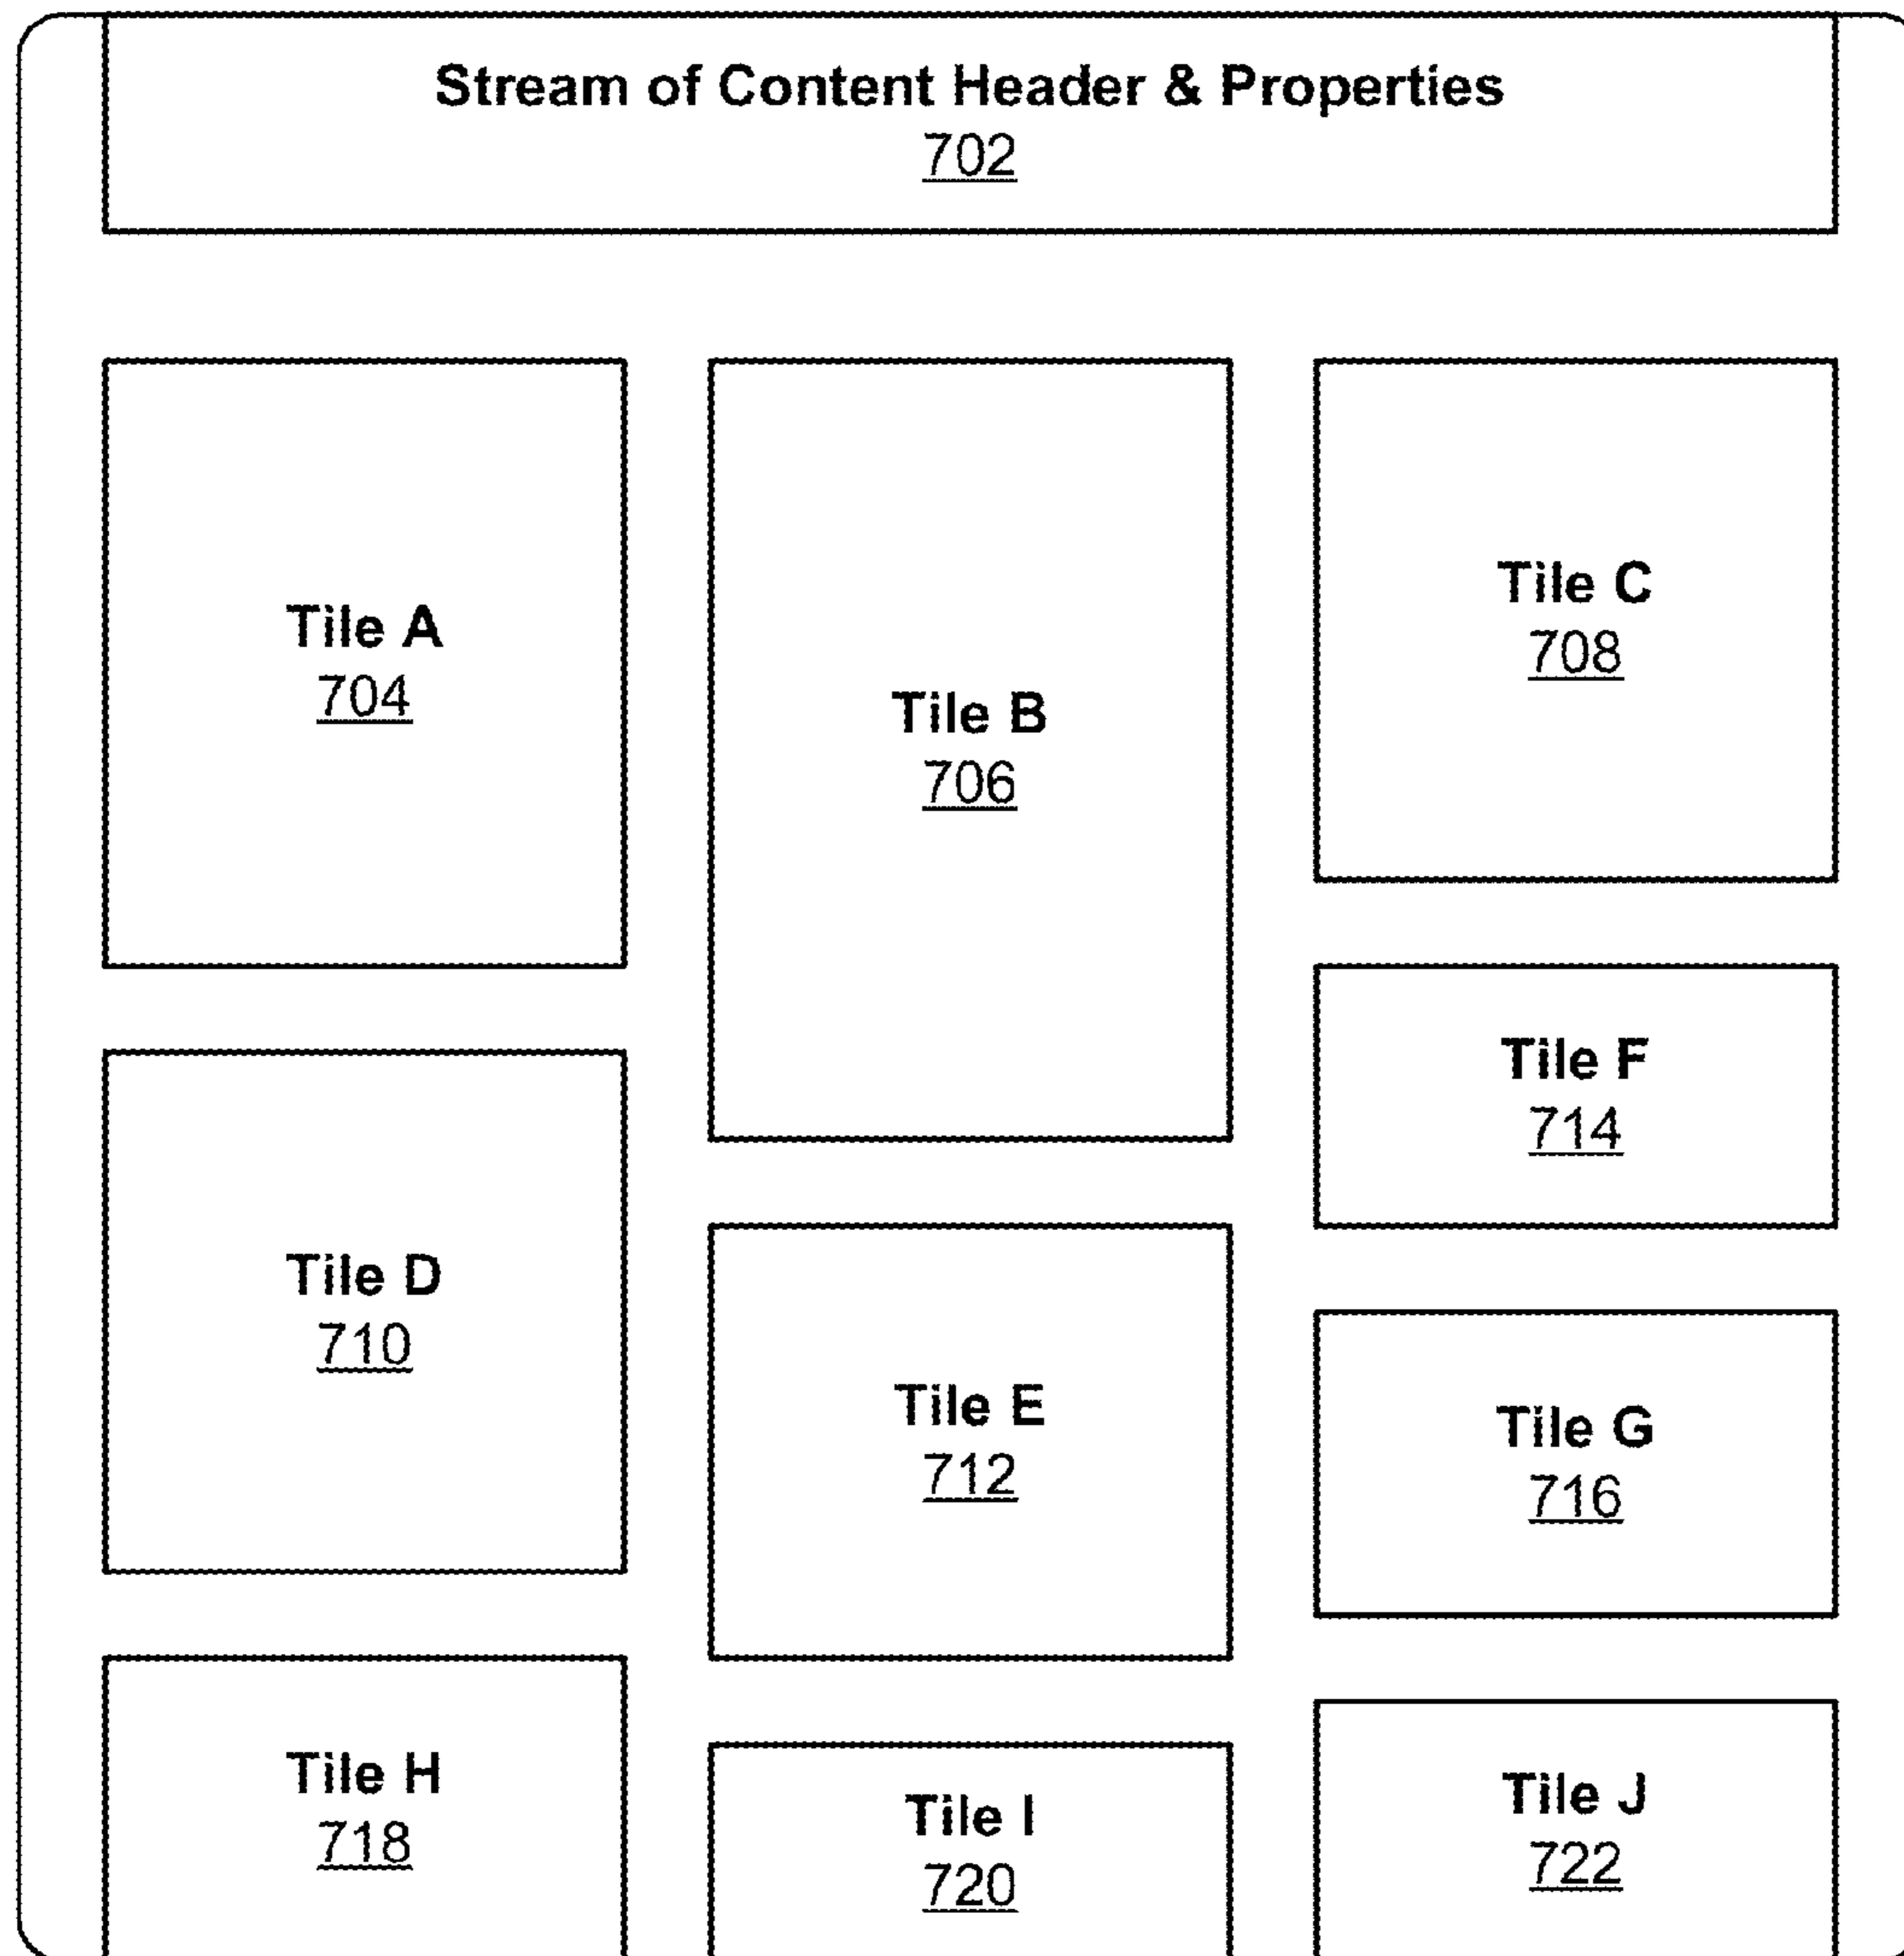 Stream of Content Header & Properties
702
Tile A
704
Tile B
706
Tile C
708
Tile D
710
Tile E
712
Tile F
714
Tile G
716
Tile H
718
Tile I
720
Tile J
722